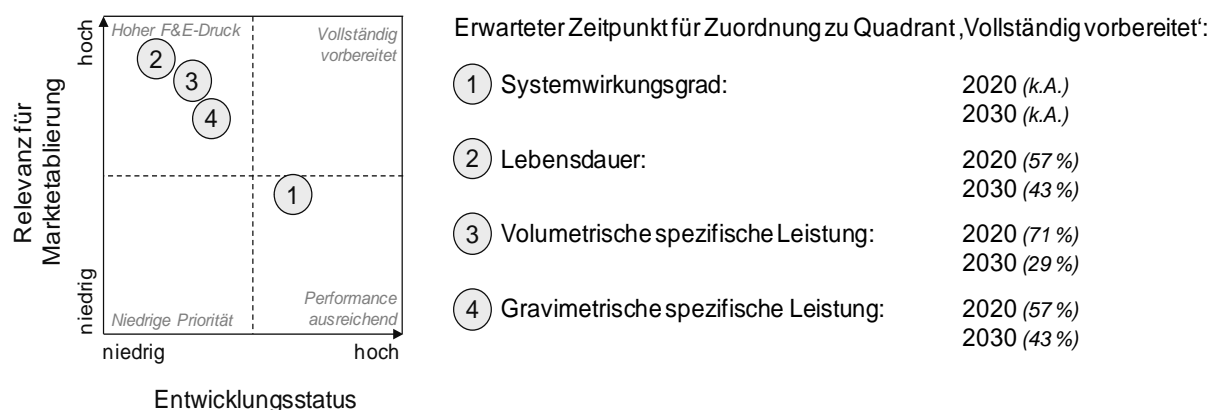 Relevanz für
Marktetablierung
hoch
niedrig
Hoher F&E-Druck
Vollständig
vorbereitet
2
3
4
1
Niedrige Priorität
Performance
ausreichend
niedrig
hoch
Entwicklungsstatus
Erwarteter Zeitpunkt für Zuordnung zu Quadrant ‚Vollständig vorbereitet‘:
1 Systemwirkungsgrad: 2020 (k.A.)
2030 (k.A.)
2 Lebensdauer: 2020 (57 %)
2030 (43 %)
3 Volumetrische spezifische Leistung: 2020 (71 %)
2030 (29 %)
4 Gravimetrische spezifische Leistung: 2020 (57 %)
2030 (43 %)